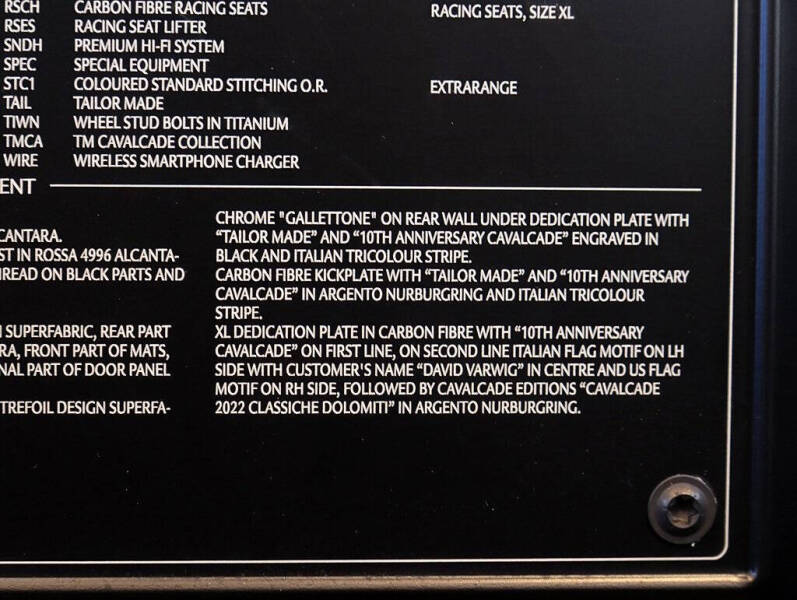 RSCH CARBON FIBRE RACING SEATS RACING SEATS, SIZE XL
RSES RACING SEAT LIFTER
SNDH PREMIUM HI-FI SYSTEM
SPEC SPECIAL EQUIPMENT
STC1 COLOURED STANDARD STITCHING O.R. EXTRARANGE
TAIL TAILOR MADE
TIWN WHEEL STUD BOLTS IN TITANIUM
TMCA TM CAVALCADE COLLECTION
WIRE WIRELESS SMARTPHONE CHARGER
ENT
CANTARA.
ST IN ROSSA 4996 ALCANTA-
READ ON BLACK PARTS AND
SUPERFABRIC, REAR PART
RA, FRONT PART OF MATS,
NAL PART OF DOOR PANEL
TREFOIL DESIGN SUPERFA-
CHROME "GALLETTONE" ON REAR WALL UNDER DEDICATION PLATE WITH
“TAILOR MADE” AND “10TH ANNIVERSARY CAVALCADE” ENGRAVED IN
BLACK AND ITALIAN TRICOLOUR STRIPE.
CARBON FIBRE KICKPLATE WITH “TAILOR MADE” AND “10TH ANNIVERSARY
CAVALCADE” IN ARGENTO NURBURGRING AND ITALIAN TRICOLOUR
STRIPE.
XL DEDICATION PLATE IN CARBON FIBRE WITH “10TH ANNIVERSARY
CAVALCADE” ON FIRST LINE, ON SECOND LINE ITALIAN FLAG MOTIF ON LH
SIDE WITH CUSTOMER'S NAME “DAVID VARWIG” IN CENTRE AND US FLAG
MOTIF ON RH SIDE, FOLLOWED BY CAVALCADE EDITIONS “CAVALCADE
2022 CLASSICHE DOLOMITI” IN ARGENTO NURBURGRING.